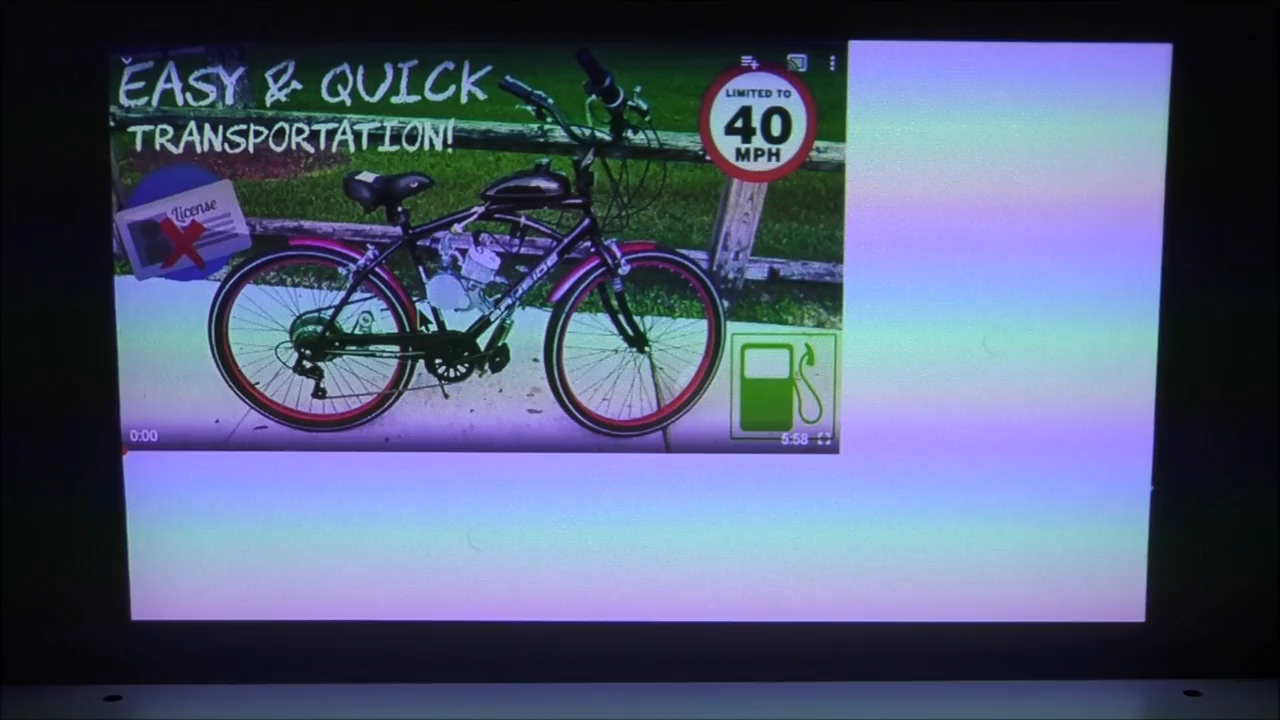 EASY & QUICK
TRANSPORTATION!
LIMITED TO
40
MPH
License
0:00
5:58